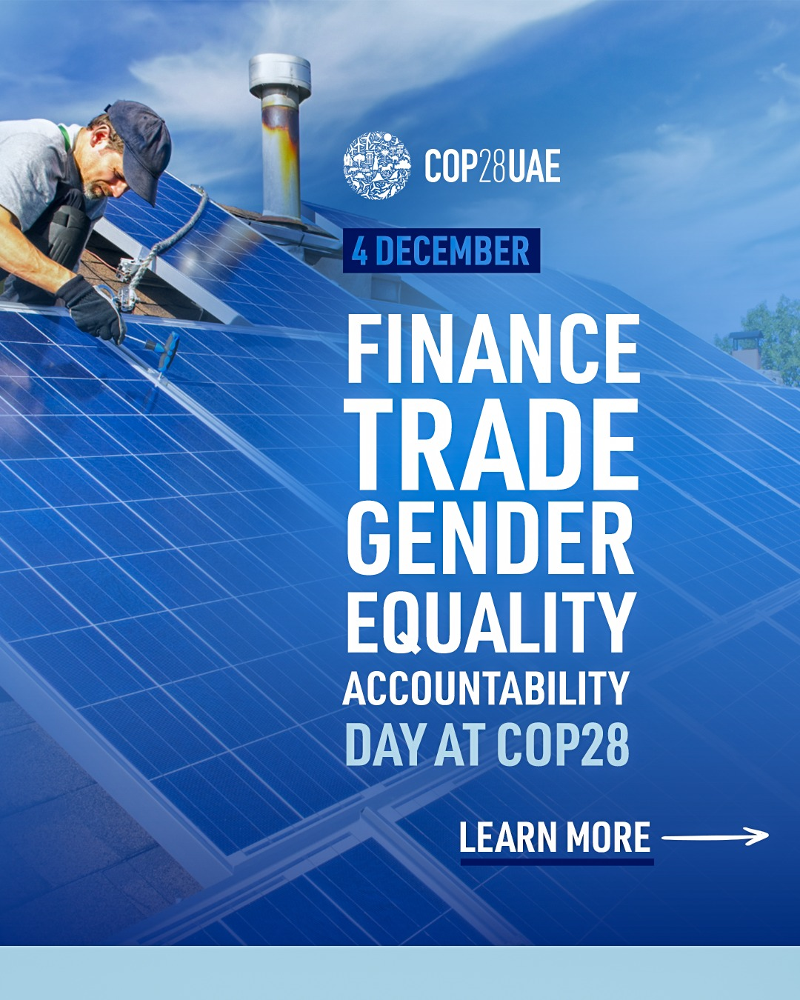 COP28UAE
4 DECEMBER
FINANCE
TRADE
GENDER
EQUALITY
ACCOUNTABILITY
DAY AT COP28
LEARN MORE